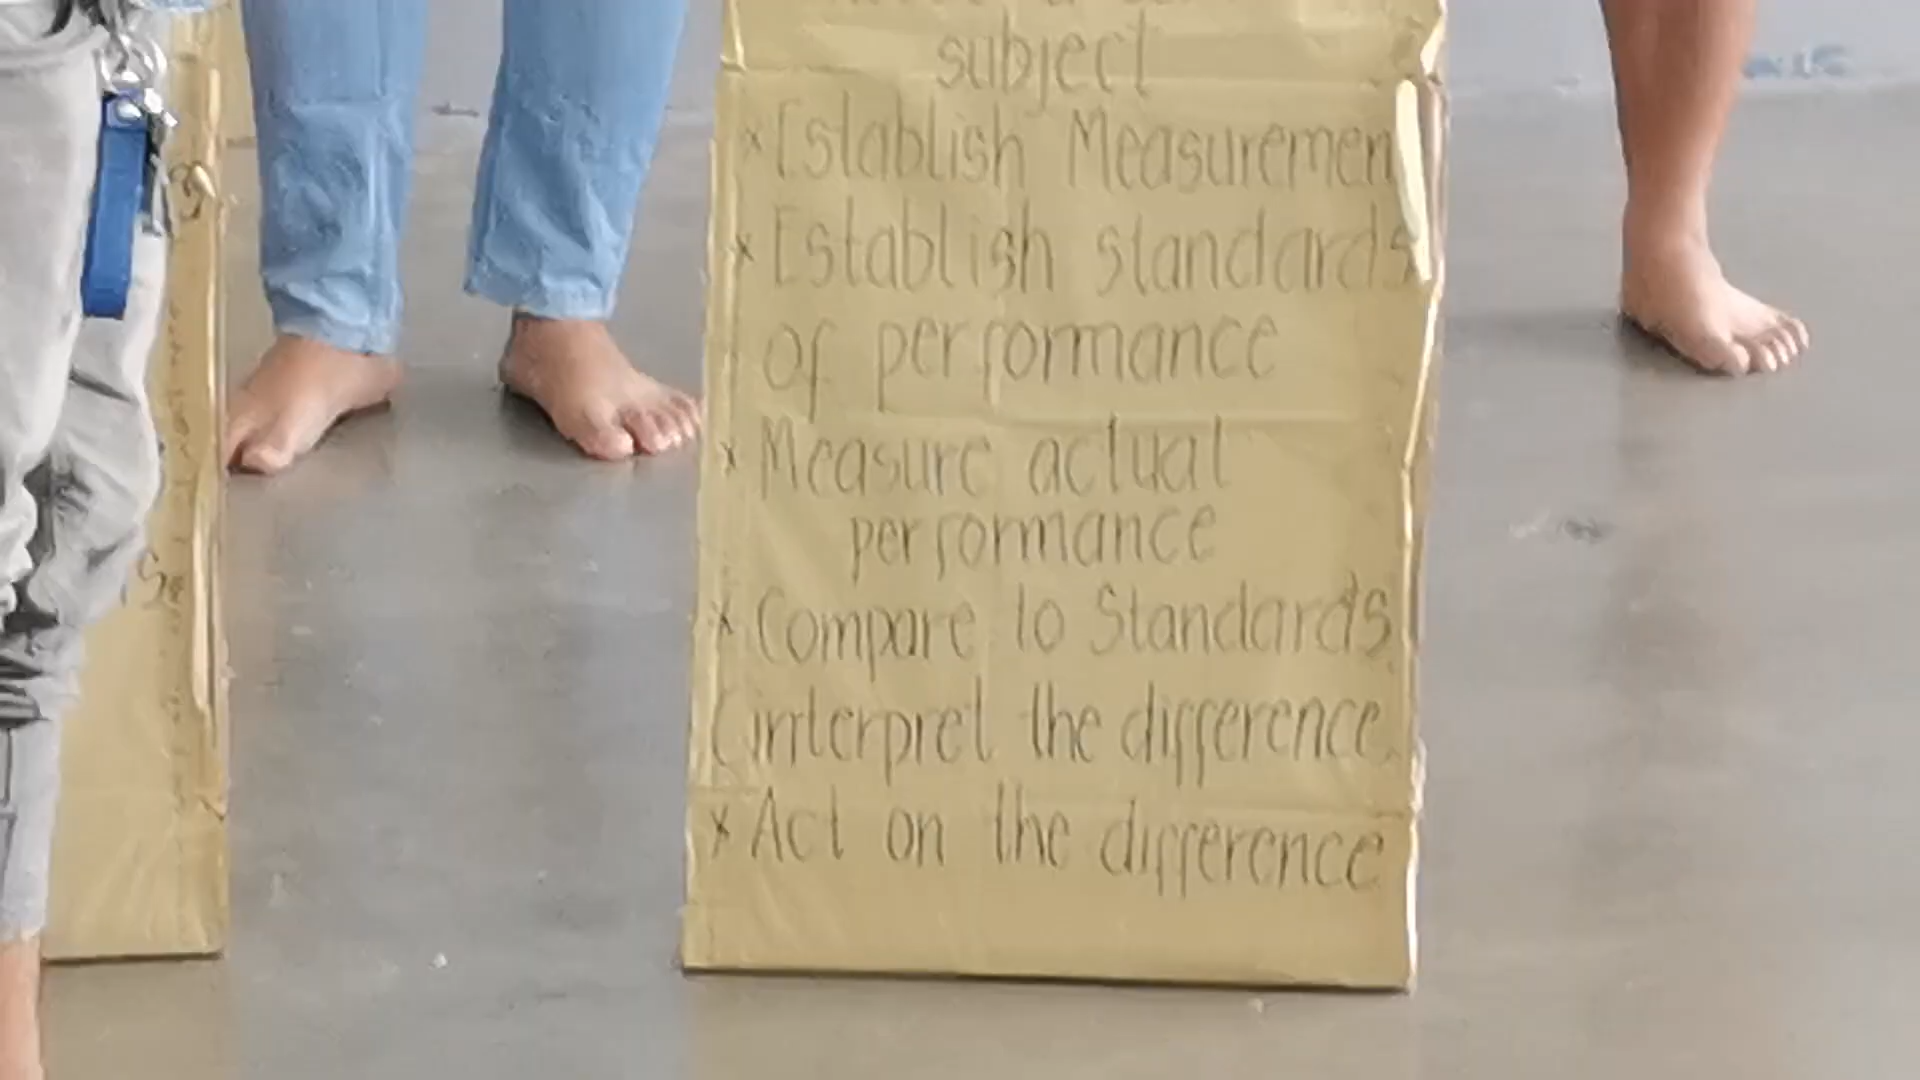 subject
× Establish Measuremen
× Establish standards
of performance
× Measure actual
performance
× Compare to Standards
(interpret the difference
× Act on the difference